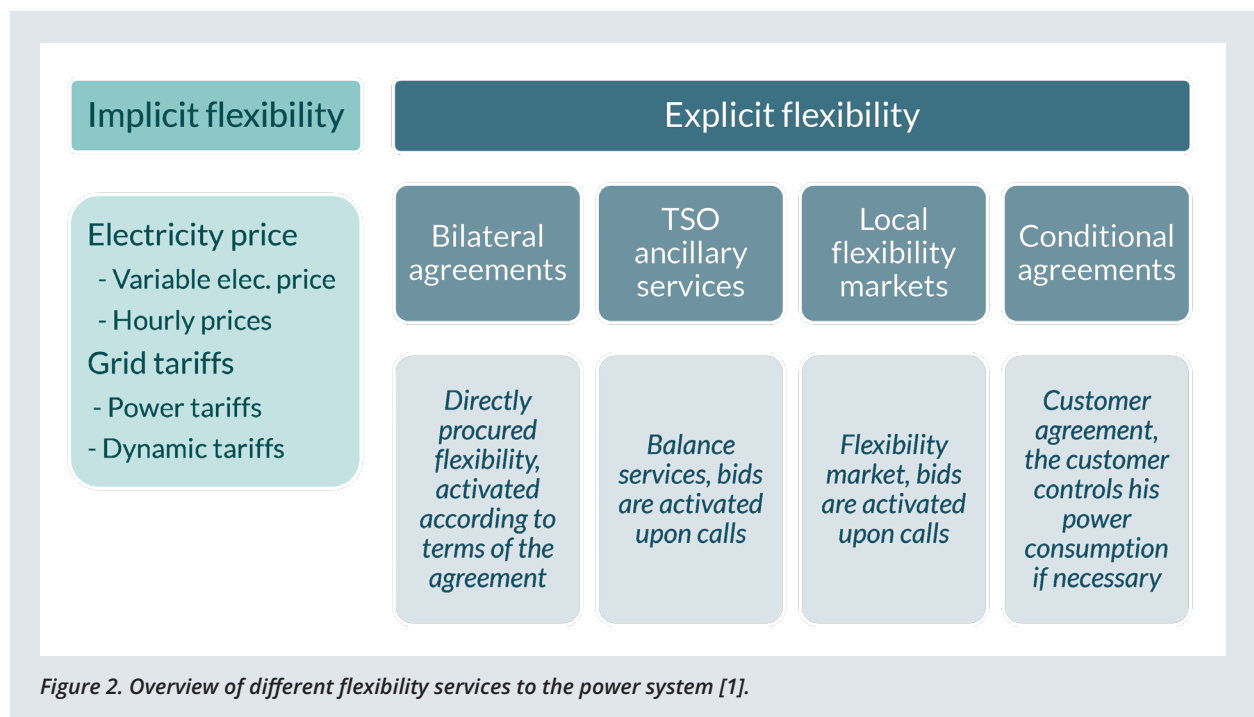 Implicit flexibility
Electricity price
- Variable elec. price
- Hourly prices
Grid tariffs
- Power tariffs
- Dynamic tariffs
Explicit flexibility
Bilateral
agreements
Directly
procured
flexibility,
activated
according to
terms of the
agreement
TSO
ancillary
services
Balance
services, bids
are activated
upon calls
Local
flexibility
markets
Flexibility
market, bids
are activated
upon calls
Conditional
agreements
Customer
agreement,
the customer
controls his
power
consumption
if necessary
Figure 2. Overview of different flexibility services to the power system [1].